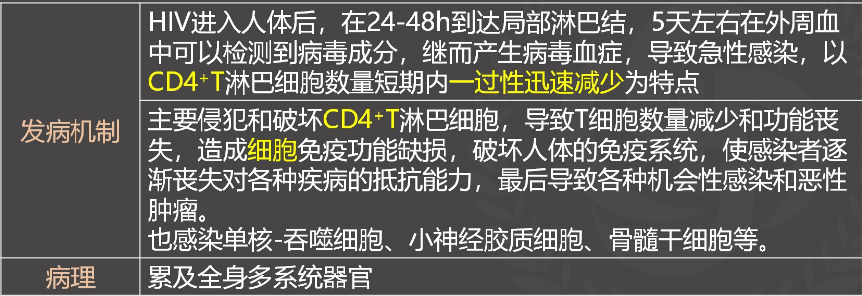 发病机制
HIV进入人体后，在24-48h到达局部淋巴结，5天左右在外周血
中可以检测到病毒成分，继而产生病毒血症，导致急性感染，以
CD4⁺T淋巴细胞数量短期内一过性迅速减少为特点
主要侵犯和破坏CD4⁺T淋巴细胞，导致T细胞数量减少和功能丧
失，造成细胞免疫功能缺损，破坏人体的免疫系统，使感染者逐
渐丧失对各种疾病的抵抗能力，最后导致各种机会性感染和恶性
肿瘤。
也感染单核-吞噬细胞、小神经胶质细胞、骨髓干细胞等。
病理
累及全身多系统器官